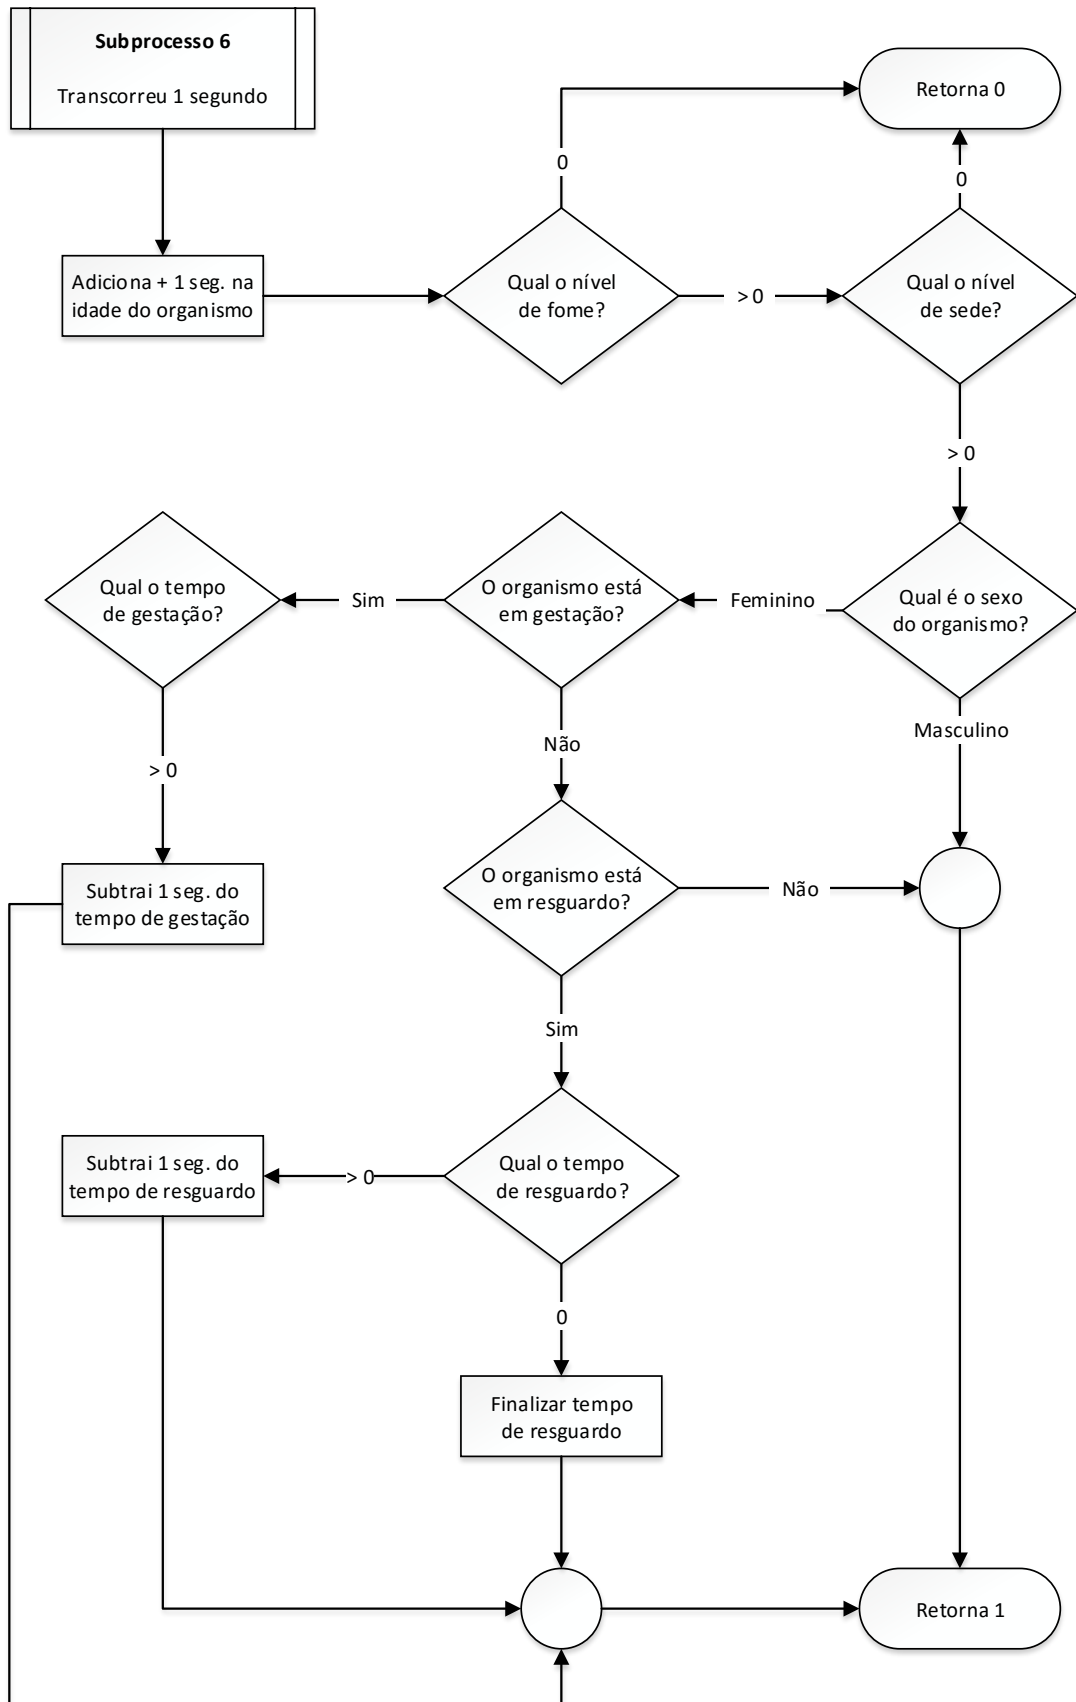 Subprocesso 6
Transcorreu 1 segundo
Retorna 0
0
0
Adiciona + 1 seg. na
idade do organismo
Qual o nível
de fome?
> 0
Qual o nível
de sede?
> 0
Qual o tempo
de gestação?
Sim
O organismo está
em gestação?
Feminino
Qual é o sexo
do organismo?
Masculino
Não
> 0
Subtrai 1 seg. do
tempo de gestação
O organismo está
em resguardo?
Não
Sim
Subtrai 1 seg. do
tempo de resguardo
> 0
Qual o tempo
de resguardo?
0
Finalizar tempo
de resguardo
Retorna 1